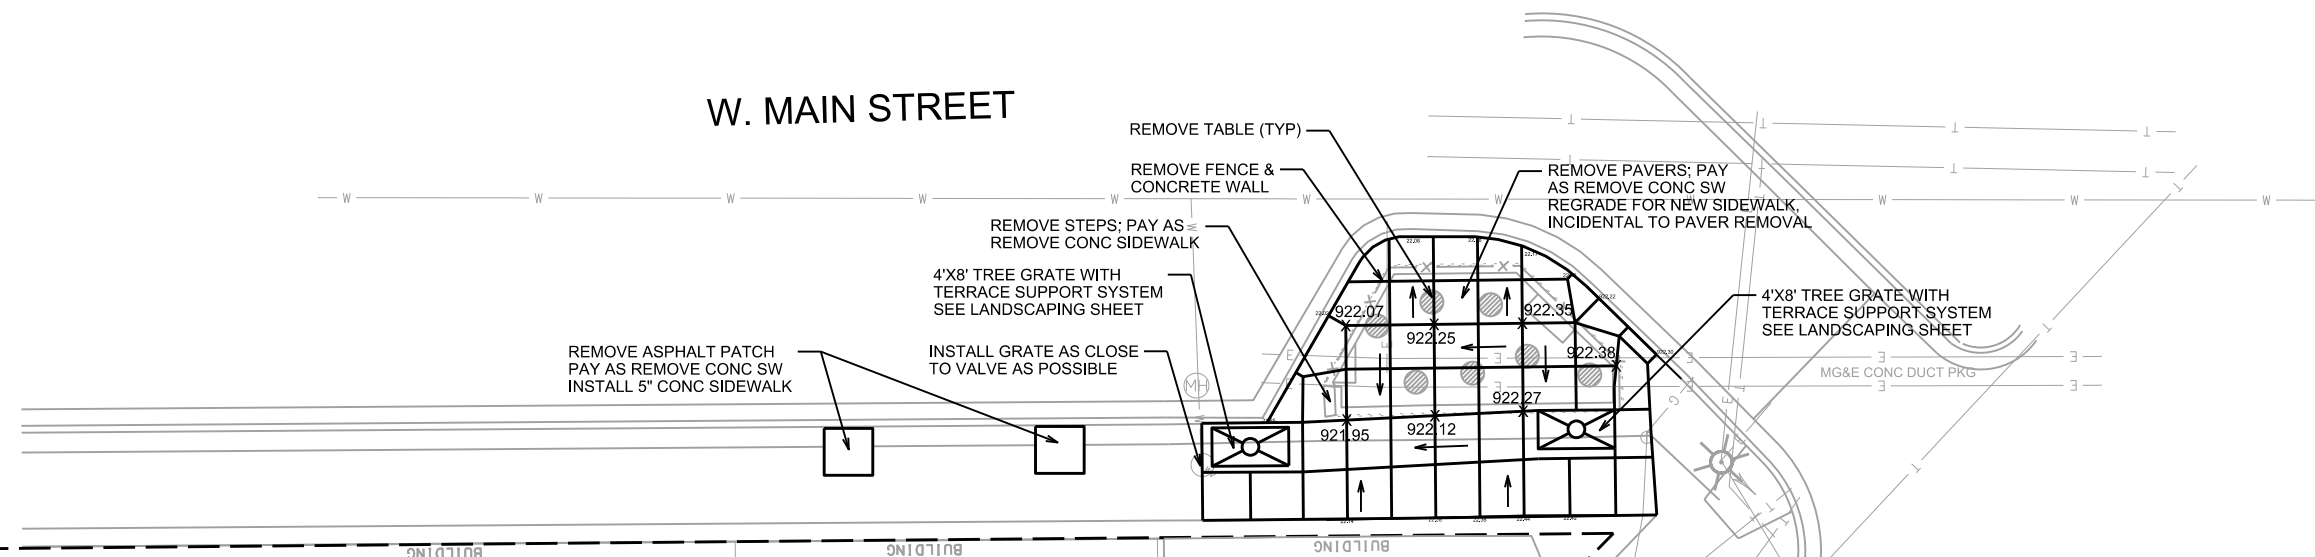 W. MAIN STREET
REMOVE TABLE (TYP)
REMOVE FENCE &
CONCRETE WALL
REMOVE PAVERS; PAY
AS REMOVE CONC SW
REGRADE FOR NEW SIDEWALK,
INCIDENTAL TO PAVER REMOVAL
REMOVE STEPS; PAY AS
REMOVE CONC SIDEWALK
4'X8' TREE GRATE WITH
TERRACE SUPPORT SYSTEM
SEE LANDSCAPING SHEET
4'X8' TREE GRATE WITH
TERRACE SUPPORT SYSTEM
SEE LANDSCAPING SHEET
REMOVE ASPHALT PATCH
PAY AS REMOVE CONC SW
INSTALL 5" CONC SIDEWALK
INSTALL GRATE AS CLOSE
TO VALVE AS POSSIBLE
922.07
922.35
922.25
922.38
922.27
921.95
922.12
MH
MG&E CONC DUCT PKG
W W W W W W W W W W W
T T T T
T T T T
E E E E
E E E E
BUILDING
BUILDING
BUILDING